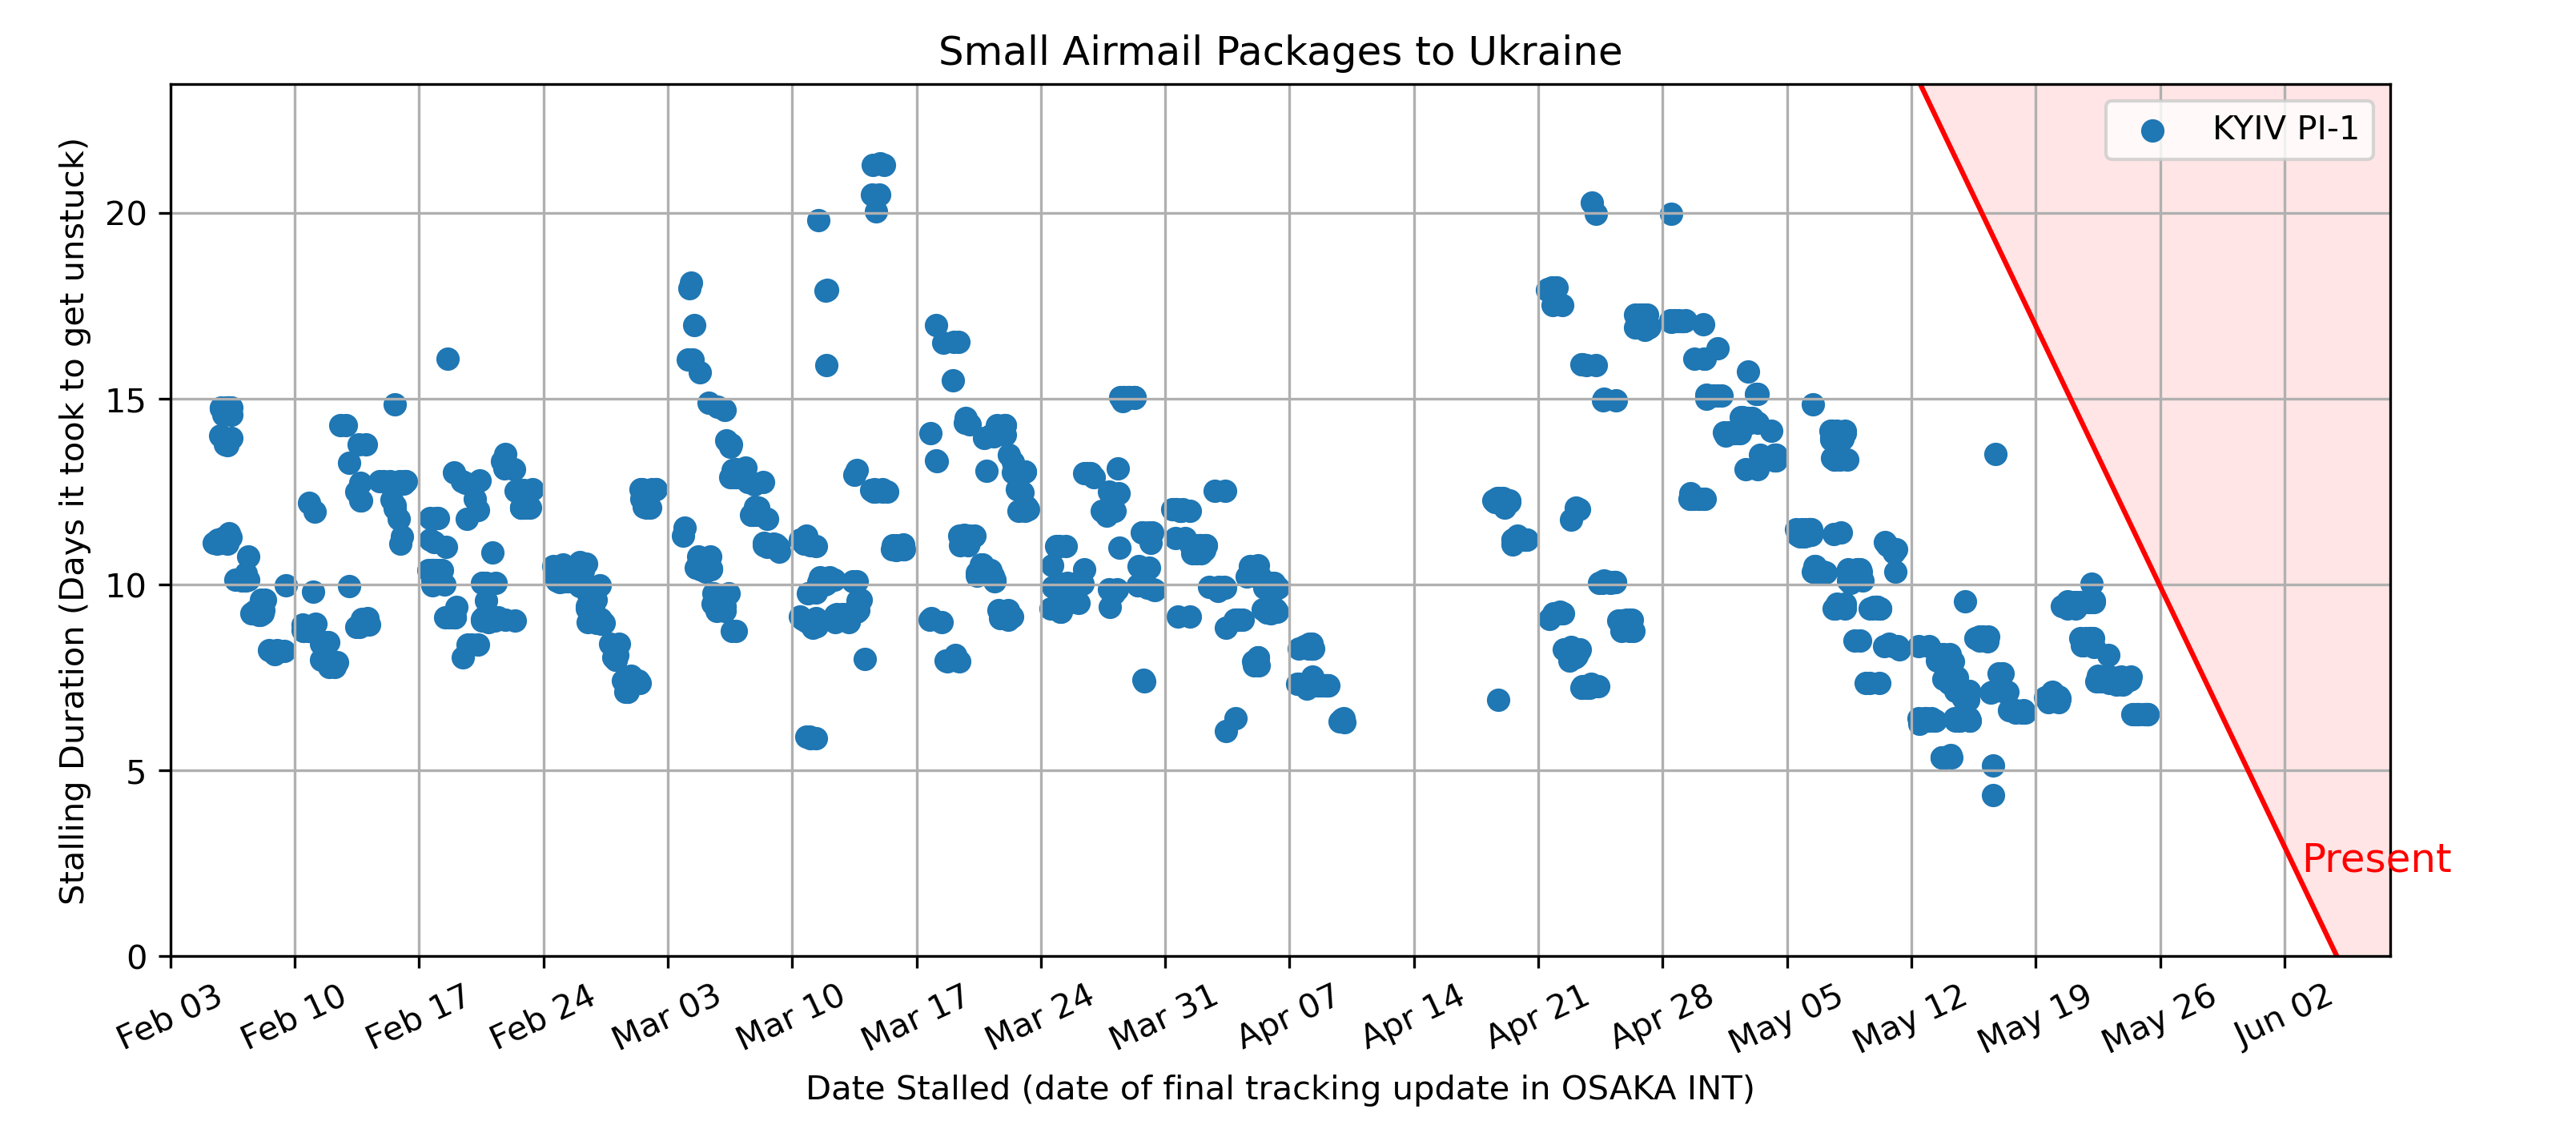 Small Airmail Packages to Ukraine
KYIV PI-1
Stalling Duration (Days it took to get unstuck)
20
15
10
5
0
Present
Feb 03
Feb 10
Feb 17
Feb 24
Mar 03
Mar 10
Mar 17
Mar 24
Mar 31
Apr 07
Apr 14
Apr 21
Apr 28
May 05
May 12
May 19
May 26
Jun 02
Date Stalled (date of final tracking update in OSAKA INT)